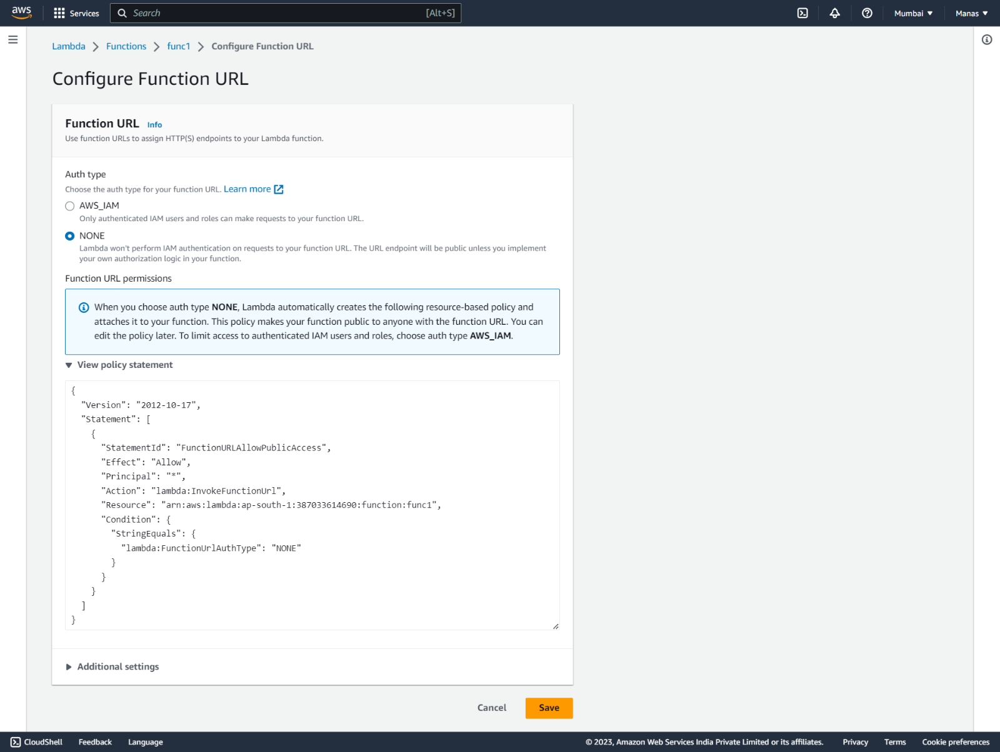 aws
Services
Search
[Alt+S]
Mumbai
Manas
Lambda
Functions
func1
Configure Function URL
Configure Function URL
Function URL Info
Use function URLs to assign HTTP(S) endpoints to your Lambda function.
Auth type
Choose the auth type for your function URL. Learn more
AWS_IAM
Only authenticated IAM users and roles can make requests to your function URL.
NONE
Lambda won't perform IAM authentication on requests to your function URL. The URL endpoint will be public unless you implement
your own authorization logic in your function.
Function URL permissions
When you choose auth type NONE, Lambda automatically creates the following resource-based policy and
attaches it to your function. This policy makes your function public to anyone with the function URL. You can
edit the policy later. To limit access to authenticated IAM users and roles, choose auth type AWS_IAM.
View policy statement
{
  "Version": "2012-10-17",
  "Statement": [
    {
      "StatementId": "FunctionURLAllowPublicAccess",
      "Effect": "Allow",
      "Principal": "*",
      "Action": "lambda:InvokeFunctionUrl",
      "Resource": "arn:aws:lambda:ap-south-1:387033614690:function:func1",
      "Condition": {
        "StringEquals": {
          "lambda:FunctionUrlAuthType": "NONE"
        }
      }
    }
  ]
}
Additional settings
Cancel
Save
CloudShell
Feedback
Language
© 2023, Amazon Web Services India Private Limited or its affiliates.
Privacy
Terms
Cookie preferences